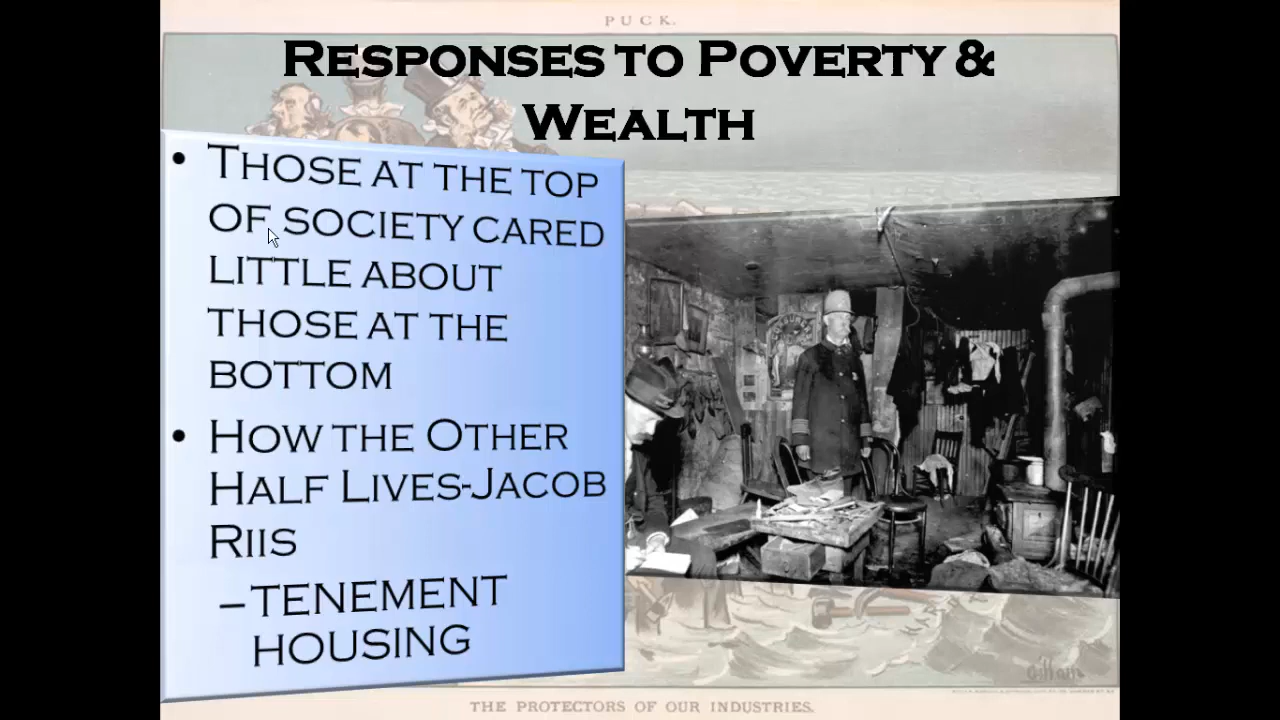 PUCK.
RESPONSES TO POVERTY &
WEALTH
• THOSE AT THE TOP
OF SOCIETY CARED
LITTLE ABOUT
THOSE AT THE
BOTTOM
• HOW THE OTHER
HALF LIVES-JACOB
RIIS
– TENEMENT
HOUSING
THE PROTECTORS OF OUR INDUSTRIES.